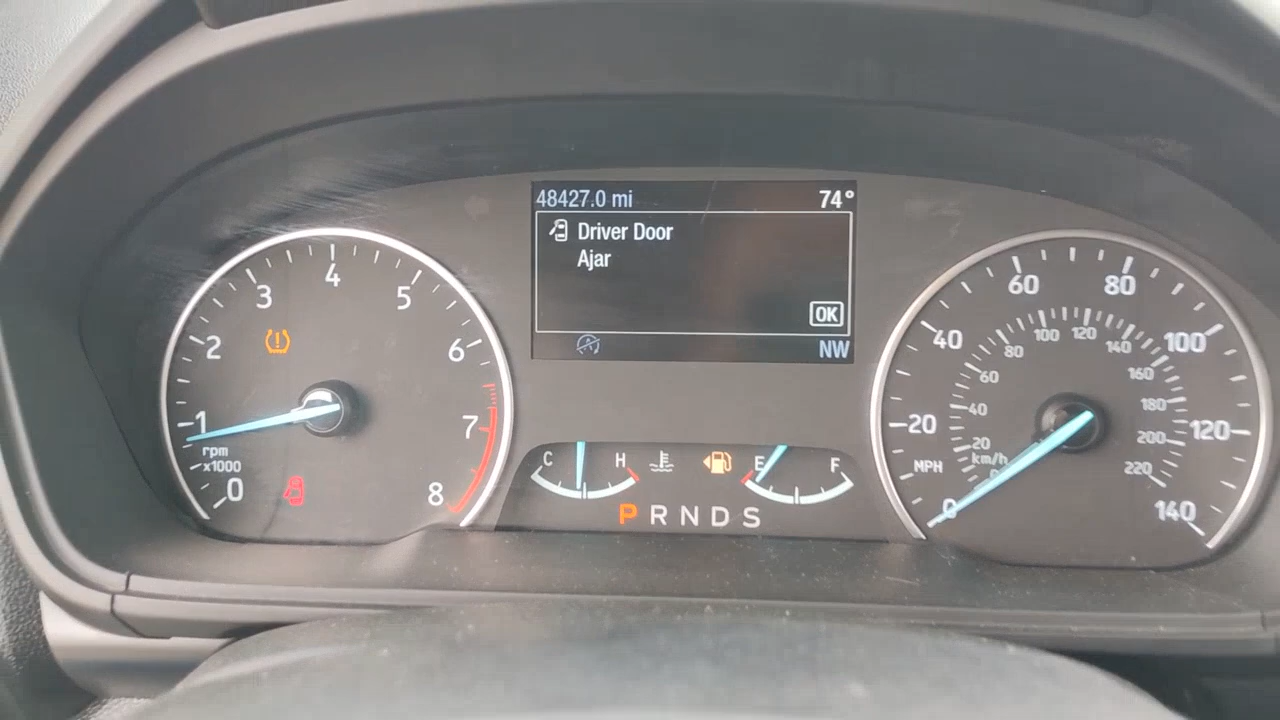 48427.0 mi 74°
Driver Door
Ajar
OK
NW
0 1 2 3 4 5 6 7 8
rpm
x1000
C H
E F
P R N D S
0 20 40 60 80 100 120 140
MPH
20 40 60 80 100 120 140 160 180 200 220
km/h